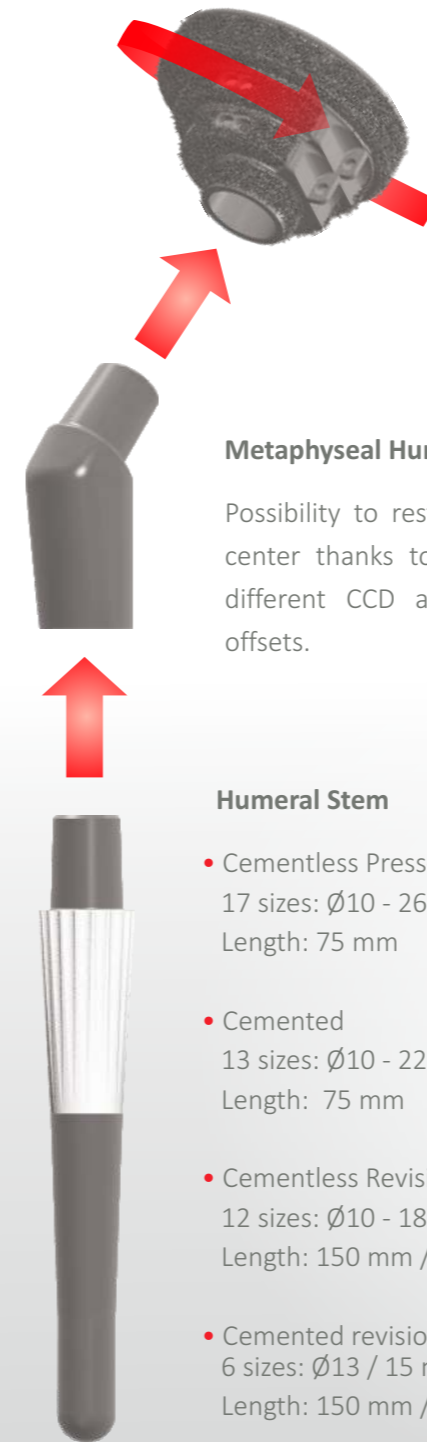 Metaphyseal Hu
Possibility to res
center thanks to
different CCD a
offsets.
Humeral Stem
• Cementless Press
17 sizes: Ø10 - 26
Length: 75 mm
• Cemented
13 sizes: Ø10 - 22
Length: 75 mm
• Cementless Revis
12 sizes: Ø10 - 18
Length: 150 mm /
• Cemented revisio
6 sizes: Ø13 / 15
Length: 150 mm /